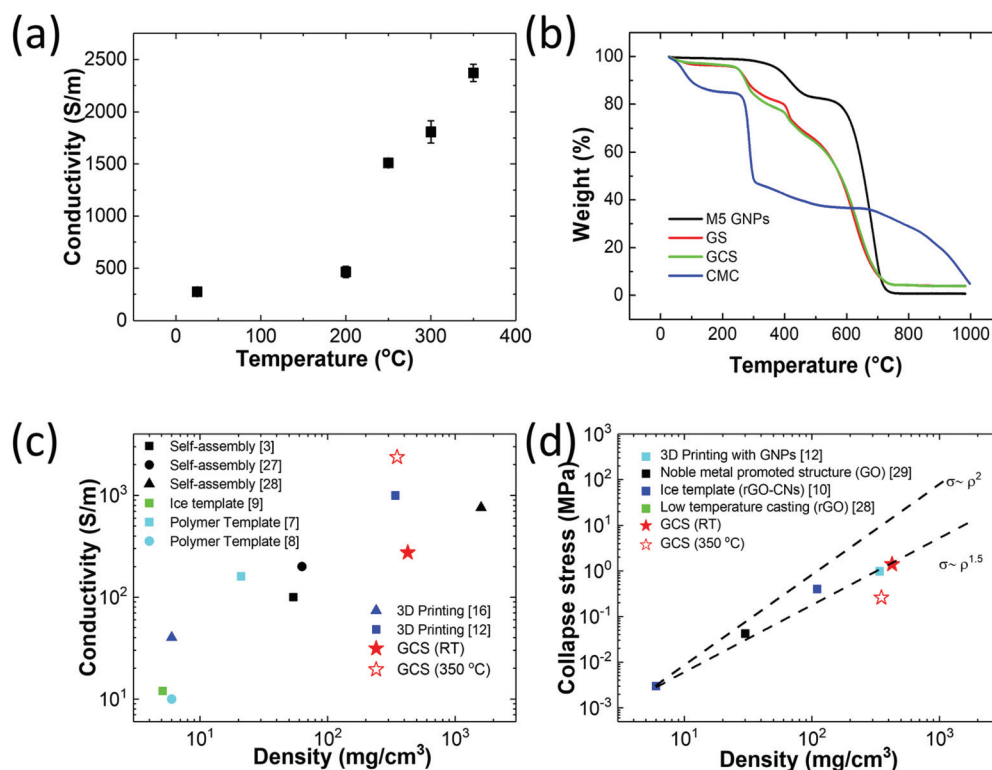 (a)
2500
2000
1500
1000
500
0
0
100
200
300
400
Conductivity (S/m)
Temperature (°C)
(b)
100
80
60
40
20
0
0
200
400
600
800
1000
Weight (%)
M5 GNPs
GS
GCS
CMC
Temperature (°C)
(c)
10³
10²
10¹
10¹
10²
10³
Conductivity (S/m)
Self-assembly [3]
Self-assembly [27]
Self-assembly [28]
Ice template [9]
Polymer Template [7]
Polymer Template [8]
3D Printing [16]
3D Printing [12]
GCS (RT)
GCS (350 °C)
Density (mg/cm³)
(d)
10³
10²
10¹
10⁰
10⁻¹
10⁻²
10⁻³
10¹
10²
10³
Collapse stress (MPa)
3D Printing with GNPs [12]
Noble metal promoted structure (GO) [29]
Ice template (rGO-CNs) [10]
Low temperature casting (rGO) [28]
GCS (RT)
GCS (350 °C)
σ~ ρ²
σ~ ρ¹·⁵
Density (mg/cm³)